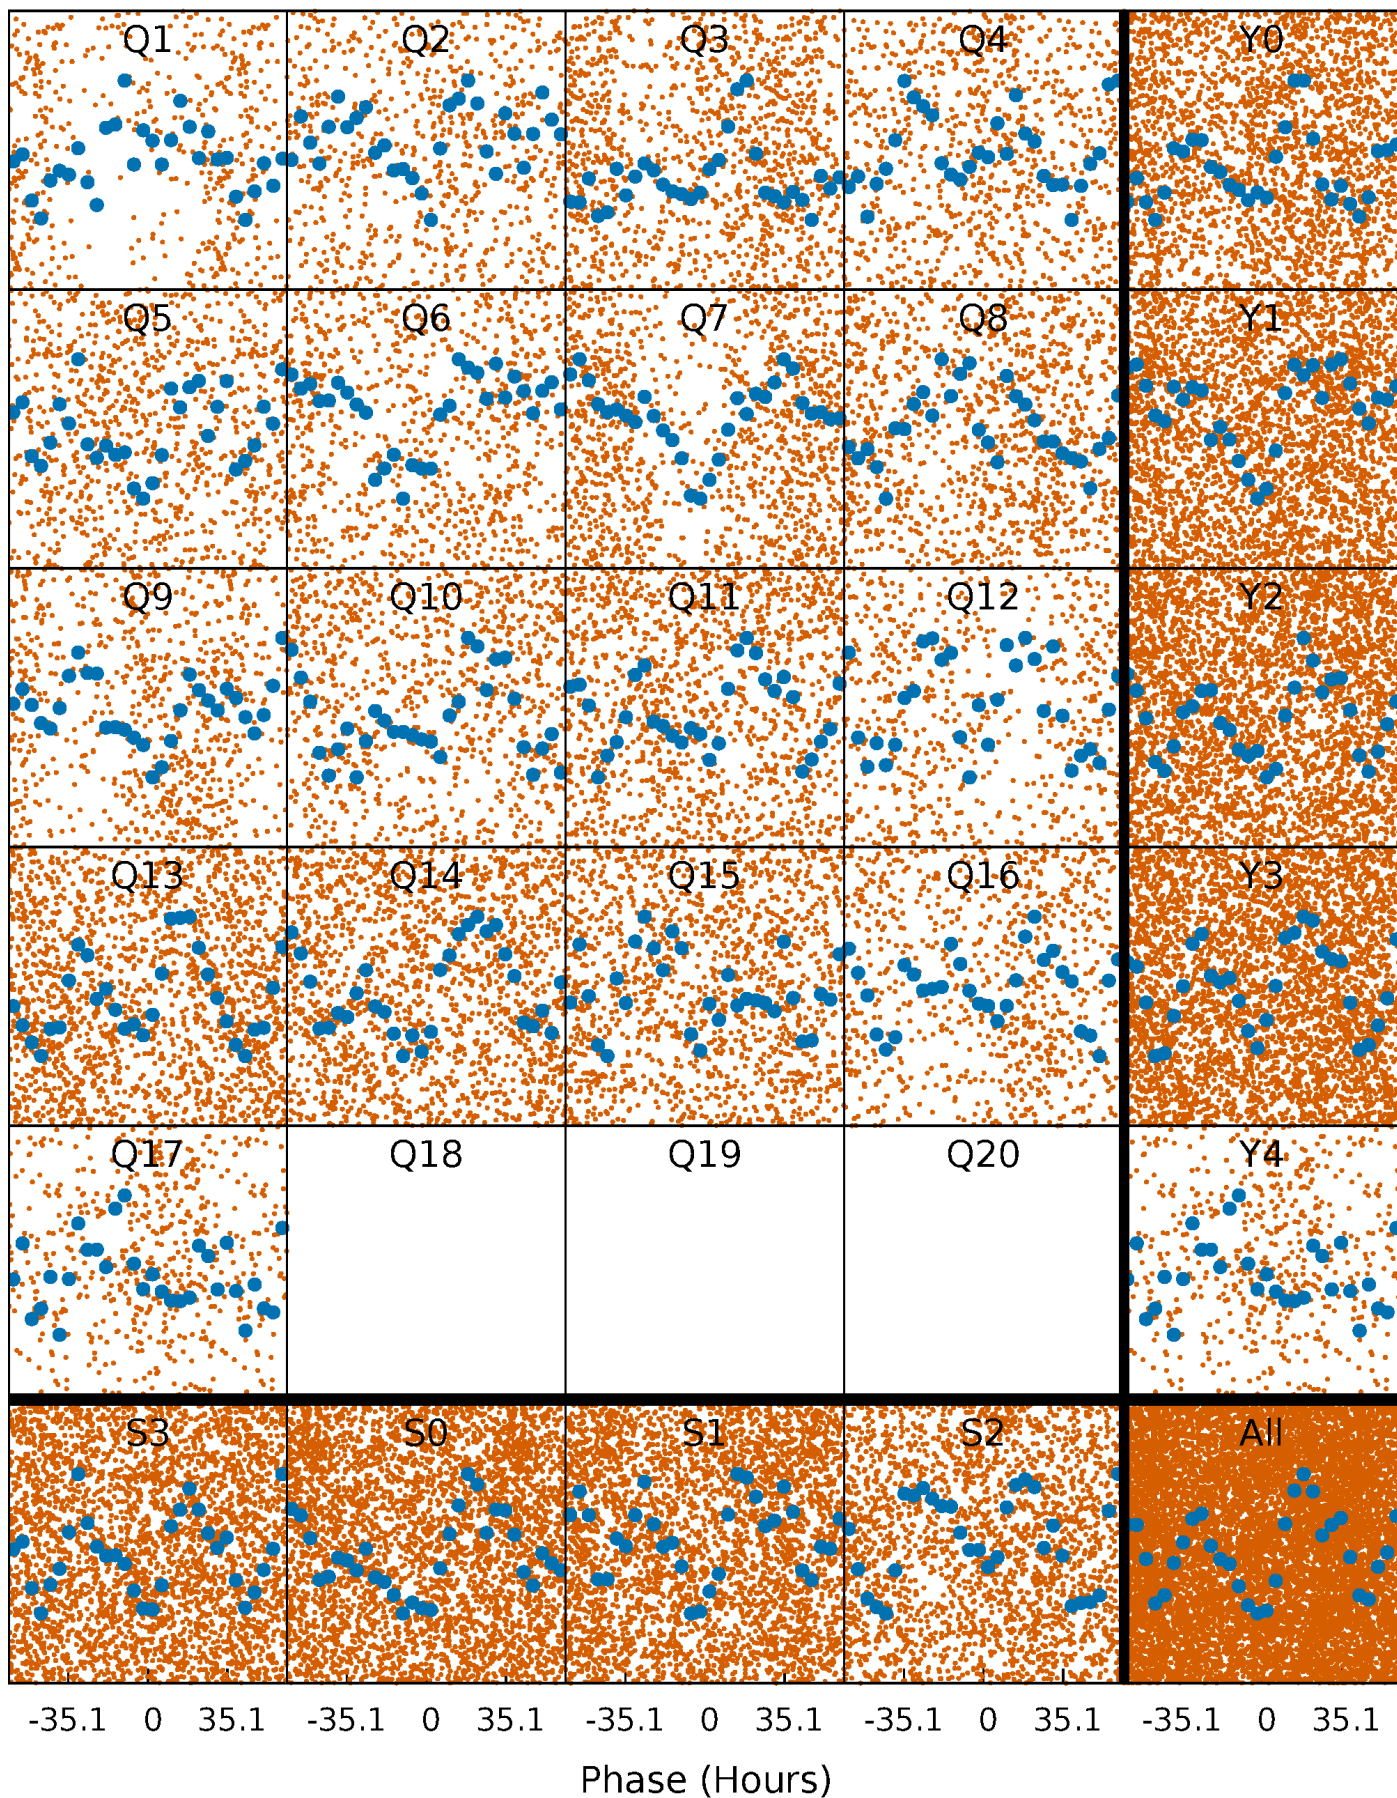 Q1 Q2 Q3 Q4 Y0
Q5 Q6 Q7 Q8 Y1
Q9 Q10 Q11 Q12 Y2
Q13 Q14 Q15 Q16 Y3
Q17 Q18 Q19 Q20 Y4
S3 S0 S1 S2 All
-35.1 0 35.1 -35.1 0 35.1 -35.1 0 35.1 -35.1 0 35.1 -35.1 0 35.1
Phase (Hours)